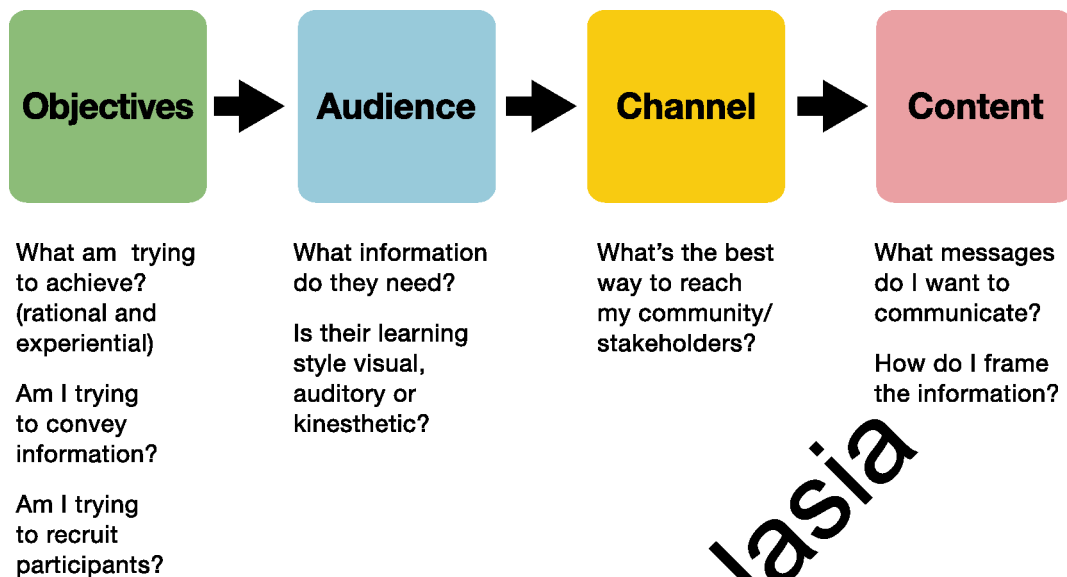 Objectives
Audience
Channel
Content
What am  trying
to achieve?
(rational and
experiential)
Am I trying
to convey
information?
Am I trying
to recruit
participants?
What information
do they need?
Is their learning
style visual,
auditory or
kinesthetic?
What’s the best
way to reach
my community/
stakeholders?
What messages
do I want to
communicate?
How do I frame
the information?
lasia